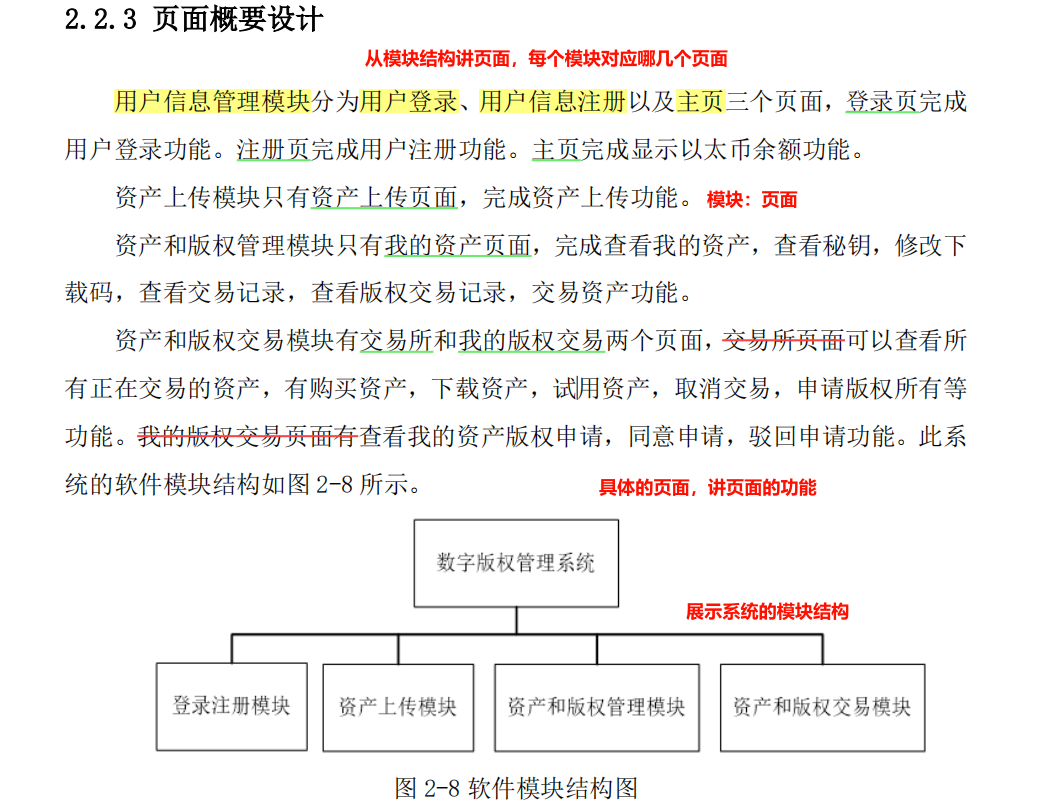 2.2.3 页面概要设计
从模块结构讲页面，每个模块对应哪几个页面
用户信息管理模块分为用户登录、用户信息注册以及主页三个页面，登录页完成
用户登录功能。注册页完成用户注册功能。主页完成显示以太币余额功能。
资产上传模块只有资产上传页面，完成资产上传功能。 模块：页面
资产和版权管理模块只有我的资产页面，完成查看我的资产，查看秘钥，修改下
载码，查看交易记录，查看版权交易记录，交易资产功能。
资产和版权交易模块有交易所和我的版权交易两个页面，交易所页面可以查看所
有正在交易的资产，有购买资产，下载资产，试用资产，取消交易，申请版权所有等
功能。我的版权交易页面有查看我的资产版权申请，同意申请，驳回申请功能。此系
统的软件模块结构如图 2-8 所示。
具体的页面，讲页面的功能
数字版权管理系统
展示系统的模块结构
登录注册模块
资产上传模块
资产和版权管理模块
资产和版权交易模块
图 2-8 软件模块结构图